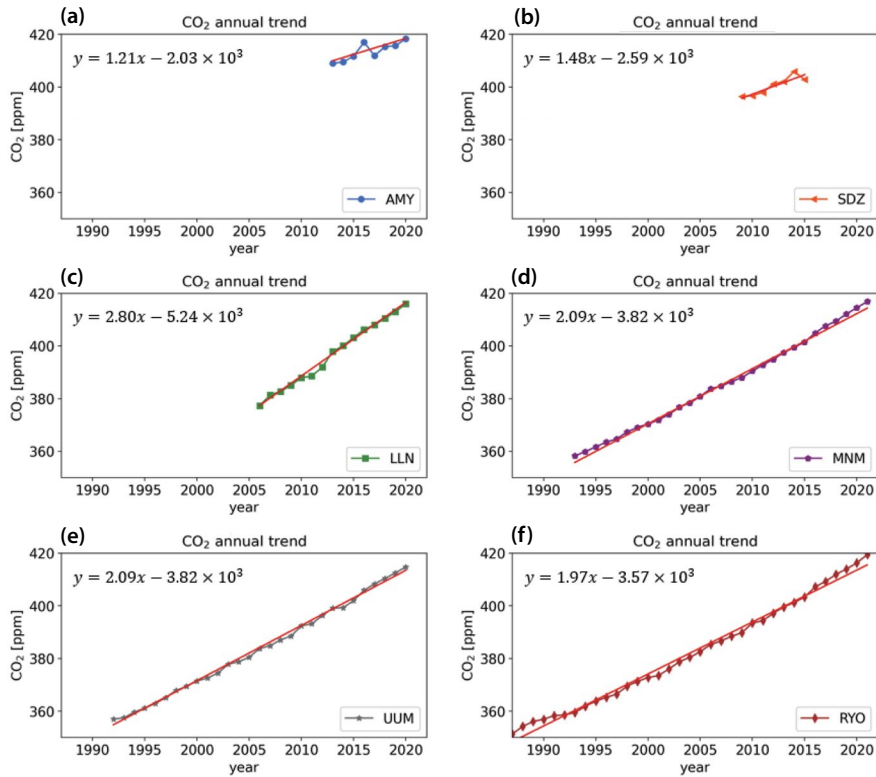 (a)
CO₂ annual trend
y = 1.21x − 2.03 × 10³
CO₂ [ppm]
420
400
380
360
AMY
1990 1995 2000 2005 2010 2015 2020
year
(b)
CO₂ annual trend
y = 1.48x − 2.59 × 10³
CO₂ [ppm]
420
400
380
360
SDZ
1990 1995 2000 2005 2010 2015 2020
year
(c)
CO₂ annual trend
y = 2.80x − 5.24 × 10³
CO₂ [ppm]
420
400
380
360
LLN
1990 1995 2000 2005 2010 2015 2020
year
(d)
CO₂ annual trend
y = 2.09x − 3.82 × 10³
CO₂ [ppm]
420
400
380
360
MNM
1990 1995 2000 2005 2010 2015 2020
year
(e)
CO₂ annual trend
y = 2.09x − 3.82 × 10³
CO₂ [ppm]
420
400
380
360
UUM
1990 1995 2000 2005 2010 2015 2020
year
(f)
CO₂ annual trend
y = 1.97x − 3.57 × 10³
CO₂ [ppm]
420
400
380
360
RYO
1990 1995 2000 2005 2010 2015 2020
year